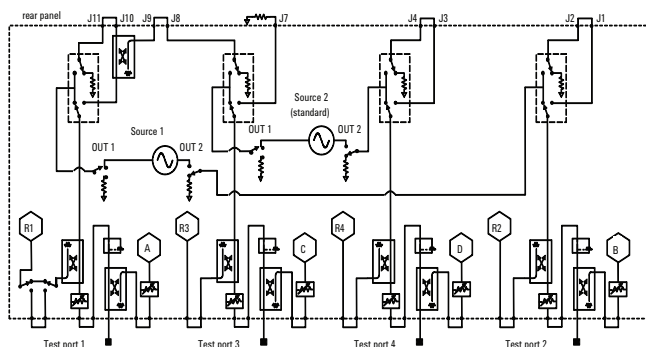 rear panel
J11 J10 J9 J8 J7 J4 J3 J2 J1
Source 2
(standard)
Source 1
OUT 1 OUT 2
OUT 1 OUT 2
R1 A R3 C R4 D R2 B
Test port 1 Test port 3 Test port 4 Test port 2